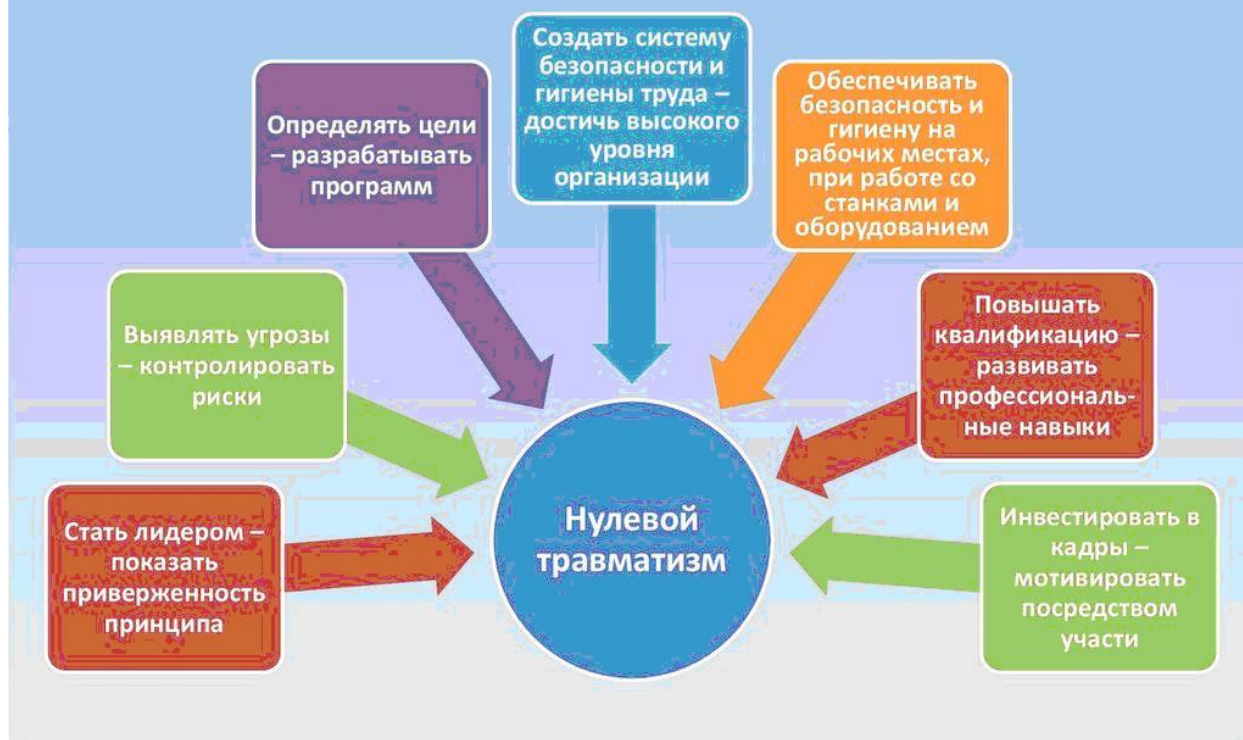 Стать лидером –
показать
приверженность
принципа
Выявлять угрозы
– контролировать
риски
Определять цели
– разрабатывать
программ
Создать систему
безопасности и
гигиены труда –
достичь высокого
уровня
организации
Обеспечивать
безопасность и
гигиену на
рабочих местах,
при работе со
станками и
оборудованием
Повышать
квалификацию –
развивать
профессиональ-
ные навыки
Инвестировать в
кадры –
мотивировать
посредством
участи
Нулевой
травматизм